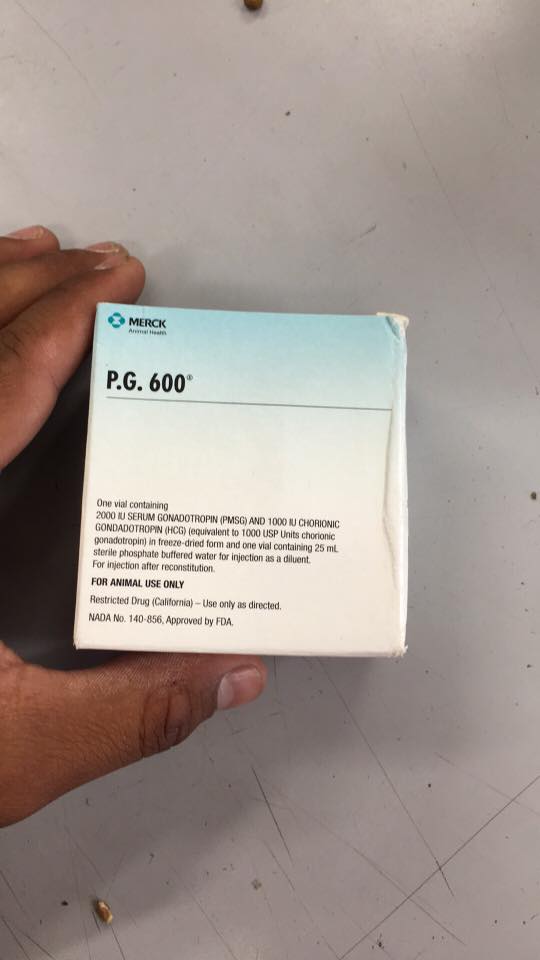 MERCK
Animal Health
P.G. 600®
One vial containing
2000 IU SERUM GONADOTROPIN (PMSG) AND 1000 IU CHORIONIC
GONDADOTROPIN (HCG) (equivalent to 1000 USP Units chorionic
gonadotropin) in freeze-dried form and one vial containing 25 mL
sterile phosphate buffered water for injection as a diluent.
For injection after reconstitution.
FOR ANIMAL USE ONLY
Restricted Drug (California) – Use only as directed.
NADA No. 140-856, Approved by FDA.